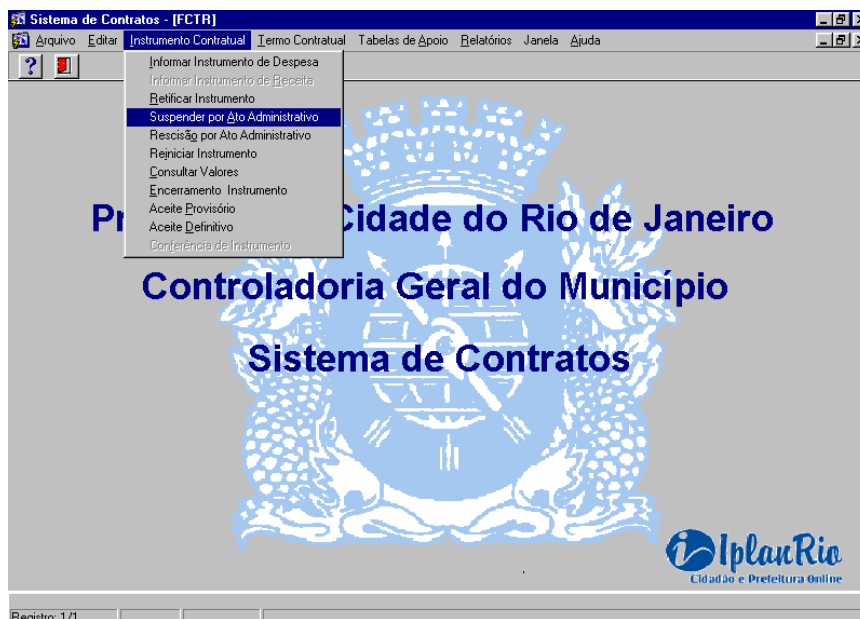 Sistema de Contratos - [FCTR]
Arquivo Editar Instrumento Contratual Termo Contratual Tabelas de Apoio Relatórios Janela Ajuda
?
Informar Instrumento de Despesa
Informar Instrumento de Receita
Retificar Instrumento
Suspender por Ato Administrativo
Rescisão por Ato Administrativo
Reiniciar Instrumento
Consultar Valores
Encerramento Instrumento
Aceite Provisório
Aceite Definitivo
Conferência de Instrumento
Pr Cidade do Rio de Janeiro
Controladoria Geral do Município
Sistema de Contratos
IplanRio
Cidadão e Prefeitura Online
Registro: 1/1